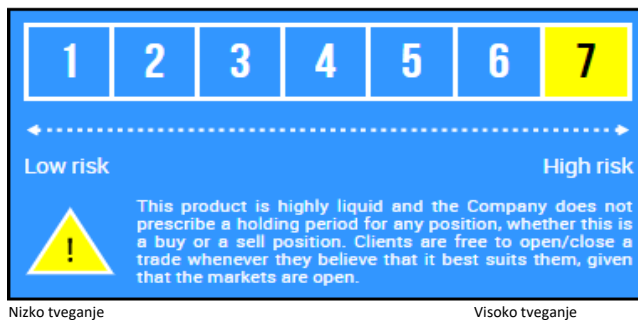 1 2 3 4 5 6 7
Low risk High risk
This product is highly liquid and the Company does not
prescribe a holding period for any position, whether this is
a buy or a sell position. Clients are free to open/close a
trade whenever they believe that it best suits them, given
that the markets are open.
!
Nizko tveganje Visoko tveganje